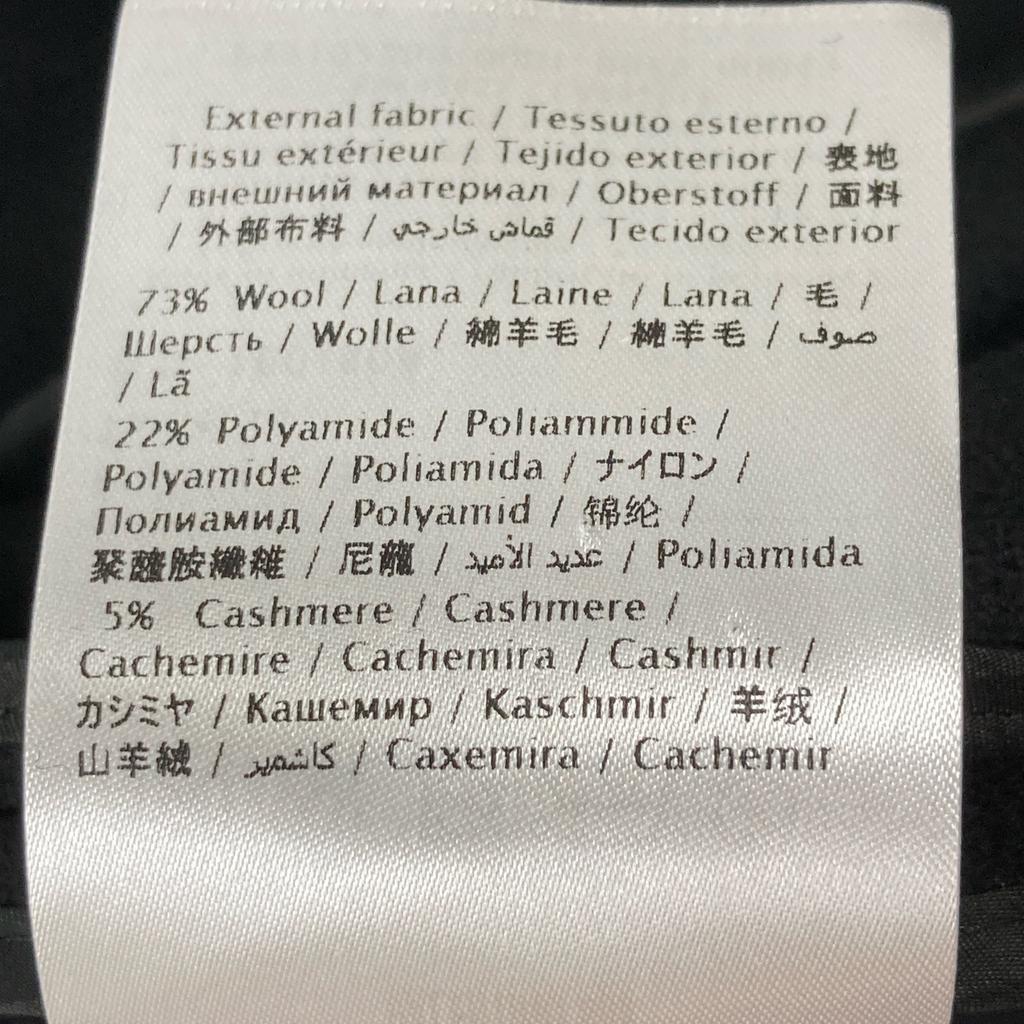 External fabric / Tessuto esterno /
Tissu extérieur / Tejido exterior / 表地
/ внешний материал / Oberstoff / 面料
/ 外部布料 / قماش خارجي / Tecido exterior
73% Wool / Lana / Laine / Lana / 毛 /
Шерсть / Wolle / 绵羊毛 / 綿羊毛 / صوف
/ Lã
22% Polyamide / Poliammide /
Polyamide / Poliamida / ナイロン /
Полиамид / Polyamid / 锦纶 /
聚醯胺纖維 / 尼龍 / عديد الأميد / Poliamida
5% Cashmere / Cashmere /
Cachemire / Cachemira / Cashmir /
カシミヤ / Кашемир / Kaschmir / 羊绒 /
山羊絨 / كاشمير / Caxemira / Cachemir